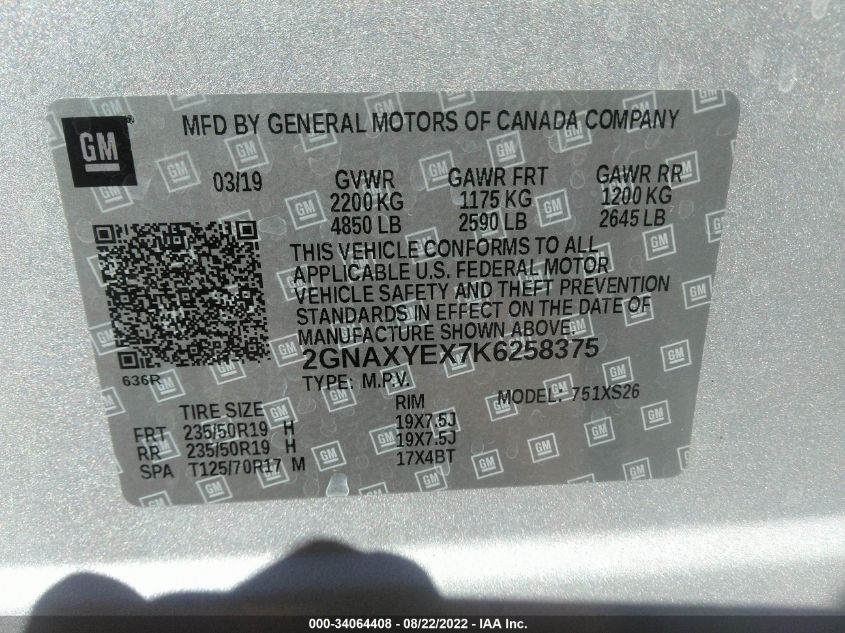 GM
®
MFD BY GENERAL MOTORS OF CANADA COMPANY
03/19 GVWR GAWR FRT GAWR RR
2200 KG 1175 KG 1200 KG
4850 LB 2590 LB 2645 LB
THIS VEHICLE CONFORMS TO ALL
APPLICABLE U.S. FEDERAL MOTOR
VEHICLE SAFETY AND THEFT PREVENTION
STANDARDS IN EFFECT ON THE DATE OF
MANUFACTURE SHOWN ABOVE.
2GNAXYEX7K6258375
636R
TYPE: M.P.V. MODEL: 751XS26
TIRE SIZE RIM
FRT 235/50R19 H 19X7.5J
RR 235/50R19 H 19X7.5J
SPA T125/70R17 M 17X4BT
000-34064408 - 08/22/2022 - IAA Inc.